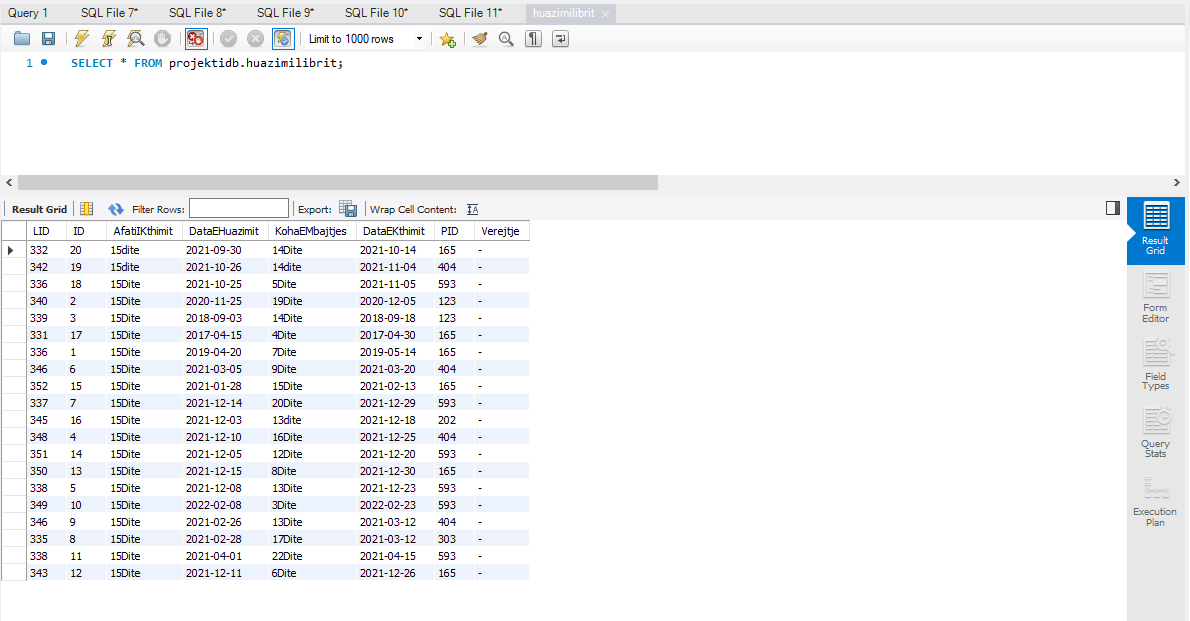 Query 1 SQL File 7* SQL File 8* SQL File 9* SQL File 10* SQL File 11* huazimilibrit
Limit to 1000 rows
1 SELECT * FROM projektidb.huazimilibrit;
Result Grid Filter Rows: Export: Wrap Cell Content:
LID ID AfatiIKthimit DataEHuazimit KohaEMbajtjes DataEKthimit PID Verejtje
332 20 15dite 2021-09-30 14Dite 2021-10-14 165 -
342 19 15dite 2021-10-26 14dite 2021-11-04 404 -
336 18 15Dite 2021-10-25 5Dite 2021-11-05 593 -
340 2 15Dite 2020-11-25 19Dite 2020-12-05 123 -
339 3 15Dite 2018-09-03 14Dite 2018-09-18 123 -
331 17 15Dite 2017-04-15 4Dite 2017-04-30 165 -
336 1 15Dite 2019-04-20 7Dite 2019-05-14 165 -
346 6 15Dite 2021-03-05 9Dite 2021-03-20 404 -
352 15 15Dite 2021-01-28 15Dite 2021-02-13 165 -
337 7 15Dite 2021-12-14 20Dite 2021-12-29 593 -
345 16 15Dite 2021-12-03 13dite 2021-12-18 202 -
348 4 15Dite 2021-12-10 16Dite 2021-12-25 404 -
351 14 15Dite 2021-12-05 12Dite 2021-12-20 593 -
350 13 15Dite 2021-12-15 8Dite 2021-12-30 165 -
338 5 15Dite 2021-12-08 13Dite 2021-12-23 593 -
349 10 15Dite 2022-02-08 3Dite 2022-02-23 593 -
346 9 15Dite 2021-02-26 13Dite 2021-03-12 404 -
335 8 15Dite 2021-02-28 17Dite 2021-03-12 303 -
338 11 15Dite 2021-04-01 22Dite 2021-04-15 593 -
343 12 15Dite 2021-12-11 6Dite 2021-12-26 165 -
Result
Grid
Form
Editor
Field
Types
Query
Stats
Execution
Plan